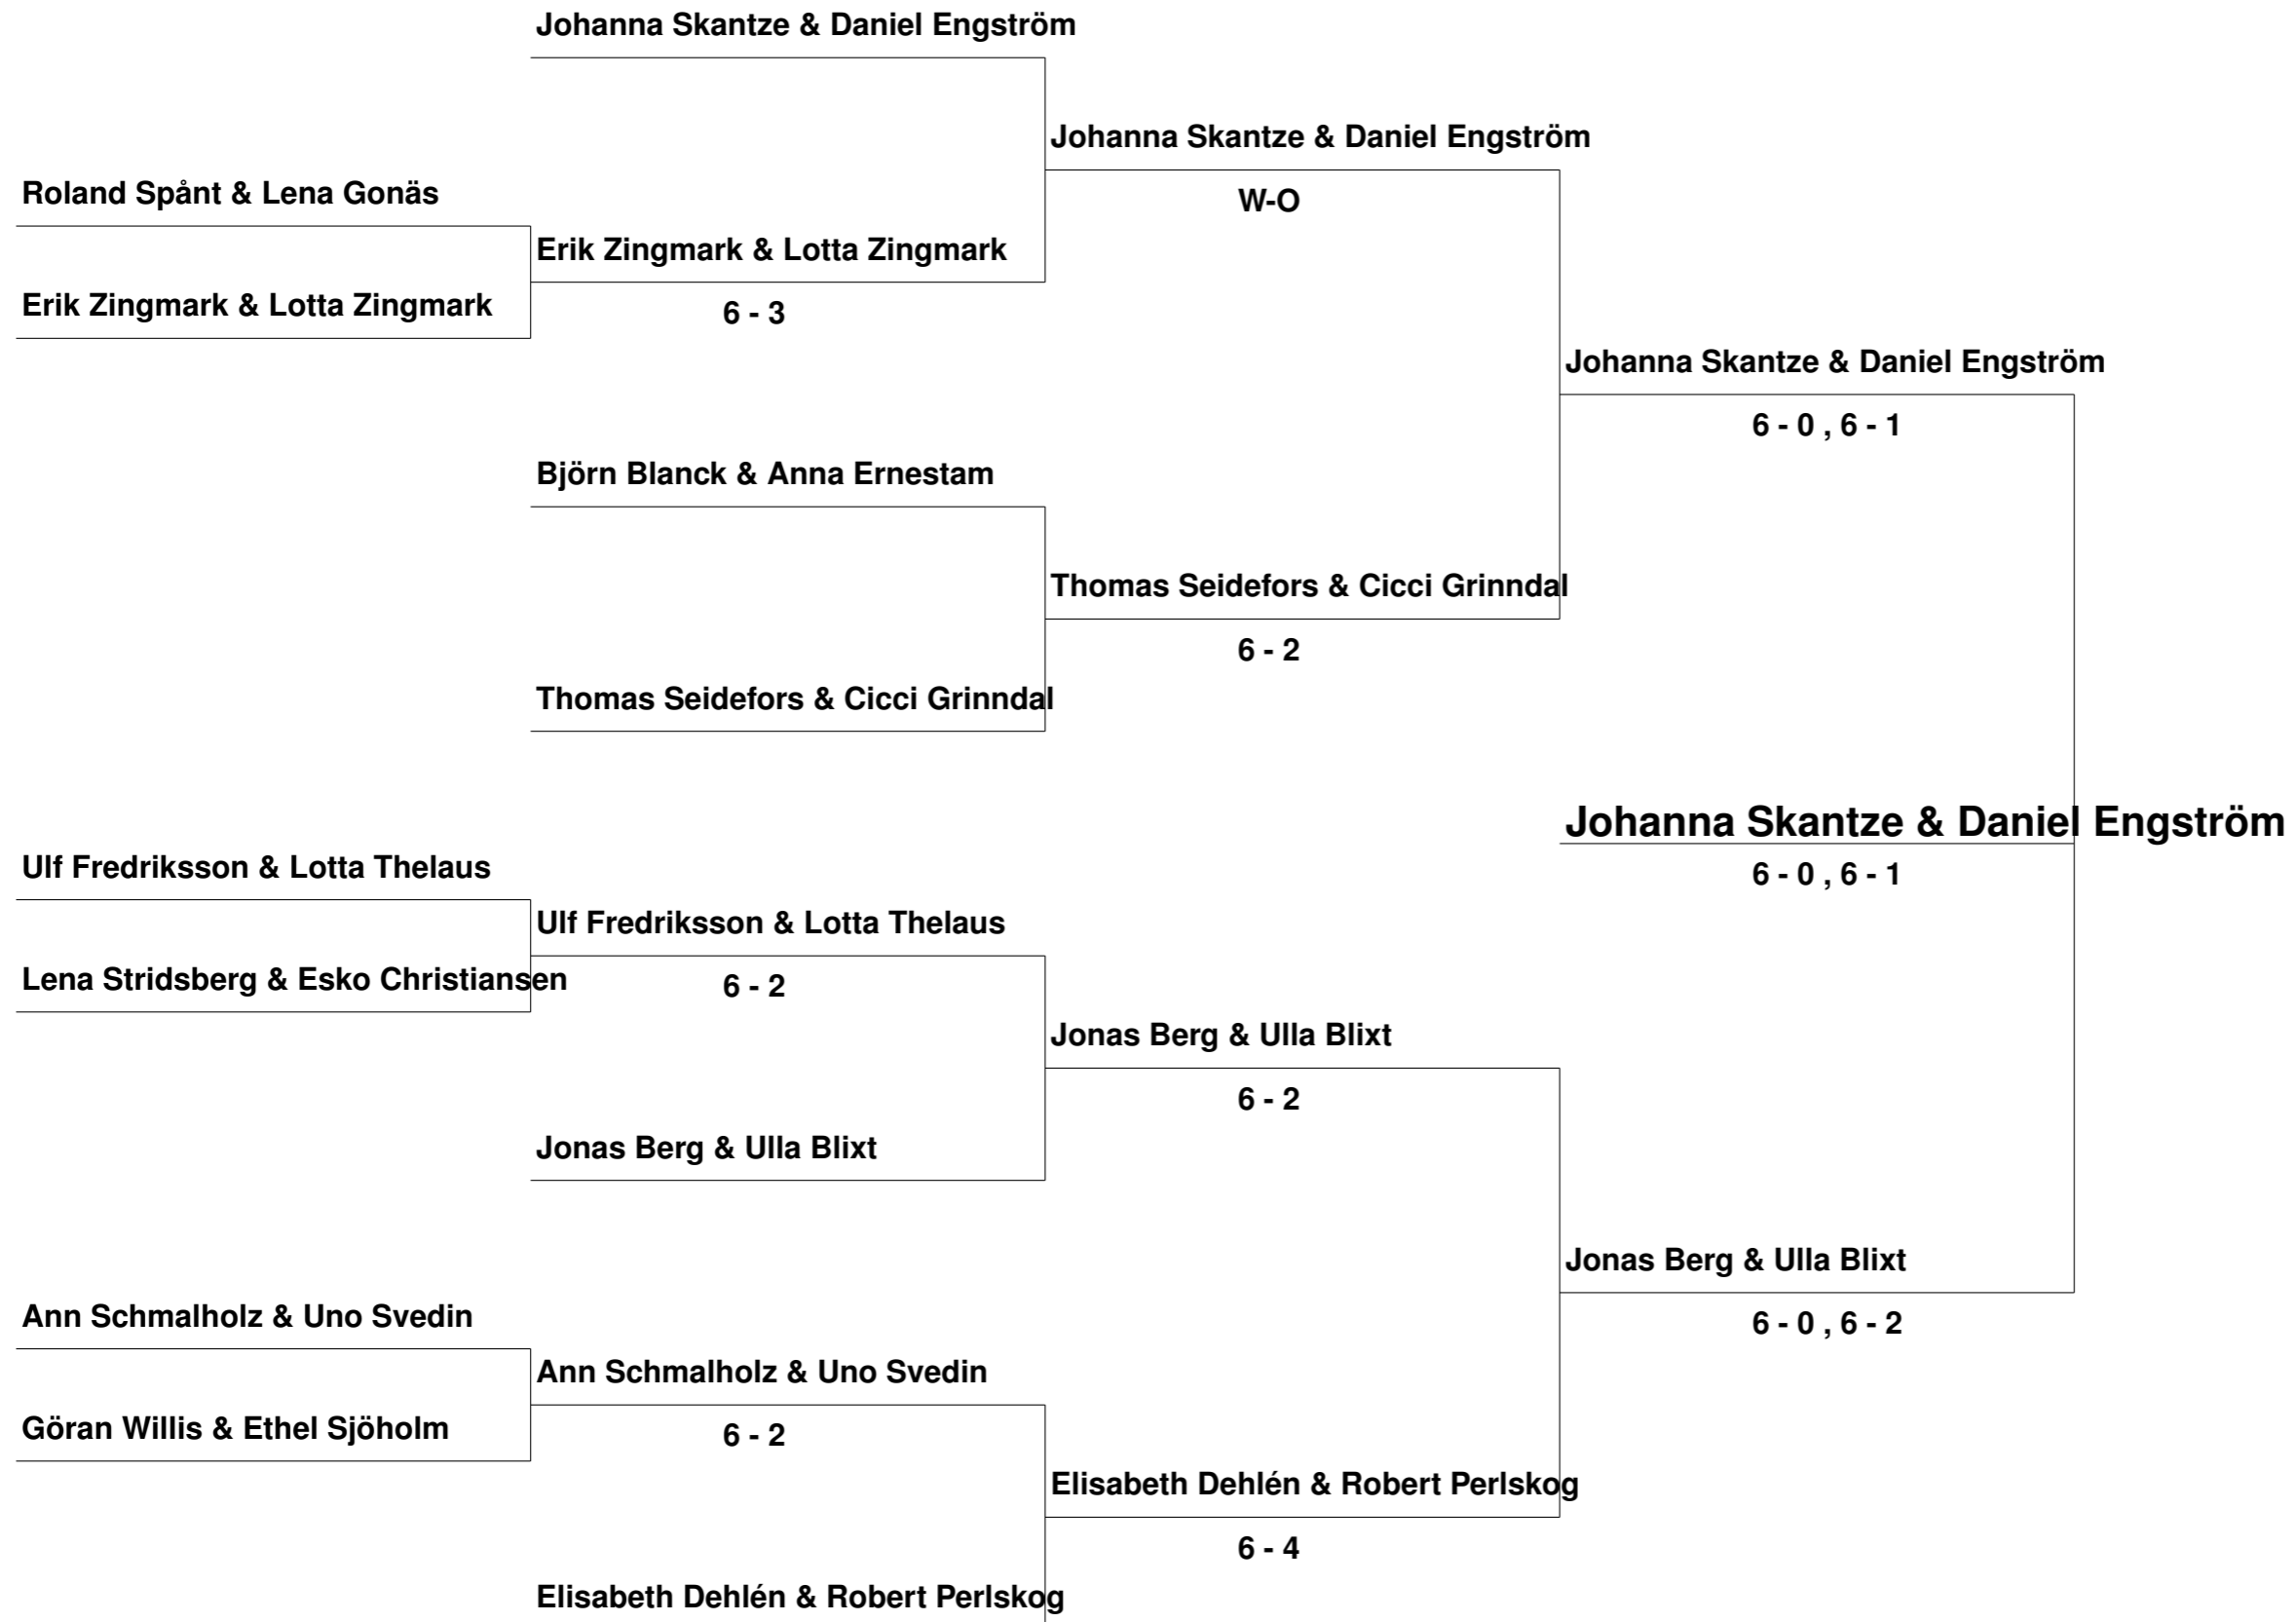 Johanna Skantze & Daniel Engström
Johanna Skantze & Daniel Engström
Roland Spånt & Lena Gonäs
W-O
Erik Zingmark & Lotta Zingmark
Erik Zingmark & Lotta Zingmark
6 - 3
Johanna Skantze & Daniel Engström
6 - 0 , 6 - 1
Björn Blanck & Anna Ernestam
Thomas Seidefors & Cicci Grinndal
6 - 2
Thomas Seidefors & Cicci Grinndal
Johanna Skantze & Daniel Engström
Ulf Fredriksson & Lotta Thelaus
6 - 0 , 6 - 1
Ulf Fredriksson & Lotta Thelaus
Lena Stridsberg & Esko Christiansen
6 - 2
Jonas Berg & Ulla Blixt
6 - 2
Jonas Berg & Ulla Blixt
Jonas Berg & Ulla Blixt
Ann Schmalholz & Uno Svedin
6 - 0 , 6 - 2
Ann Schmalholz & Uno Svedin
Göran Willis & Ethel Sjöholm
6 - 2
Elisabeth Dehlén & Robert Perlskog
6 - 4
Elisabeth Dehlén & Robert Perlskog